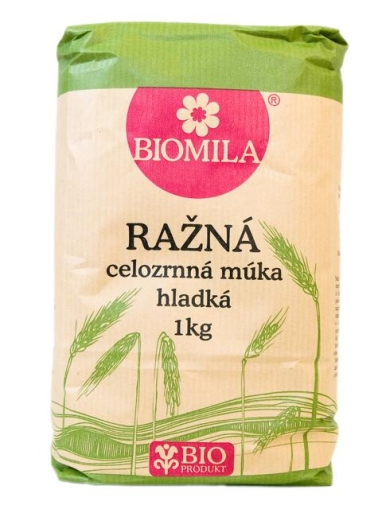 BIOMILA
®
RAŽNÁ
celozrnná múka
hladká
1kg
BIO
PRODUKT